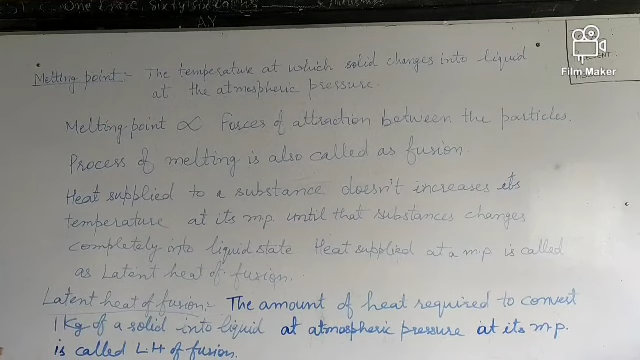 One
AY
Film Maker
Melting point:- The temperature at which solid changes into liquid
at the atmospheric pressure.
Melting point ∝ Forces of attraction between the particles.
Process of melting is also called as fusion.
Heat supplied to a substance doesn't increases its
temperature at its mp until that substances changes
completely into liquid state Heat supplied at a m.p is called
as Latent heat of fusion.
Latent heat of fusion:- The amount of heat required to convert
1 Kg of a solid into liquid at atmospheric pressure at its m.p.
is called LH of fusion.